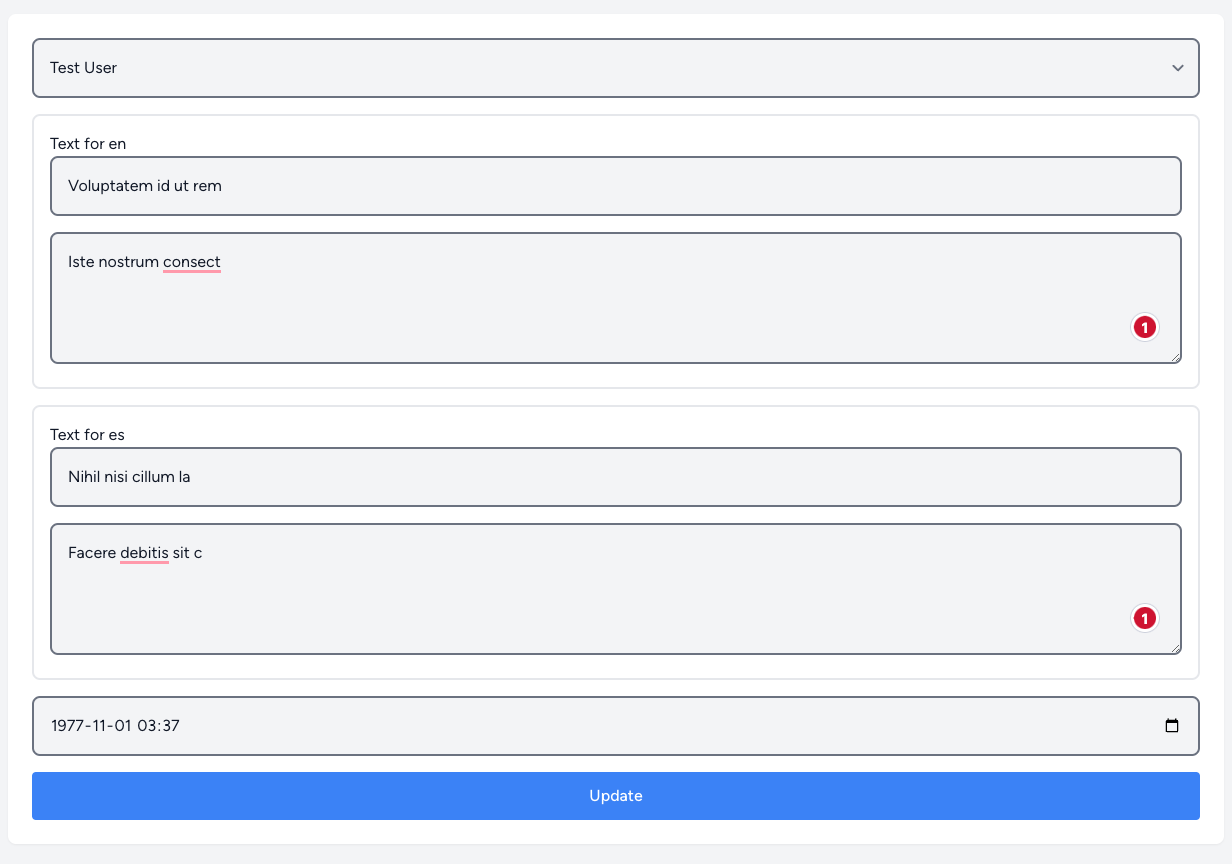 Test User
Text for en
Voluptatem id ut rem
Iste nostrum consect
1
Text for es
Nihil nisi cillum la
Facere debitis sit c
1
1977-11-01 03:37
Update